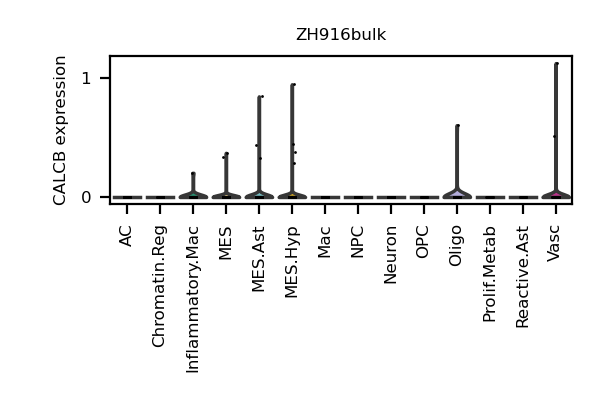 ZH916bulk
CALCB expression
1
0
AC
Chromatin.Reg
Inflammatory.Mac
MES
MES.Ast
MES.Hyp
Mac
NPC
Neuron
OPC
Oligo
Prolif.Metab
Reactive.Ast
Vasc